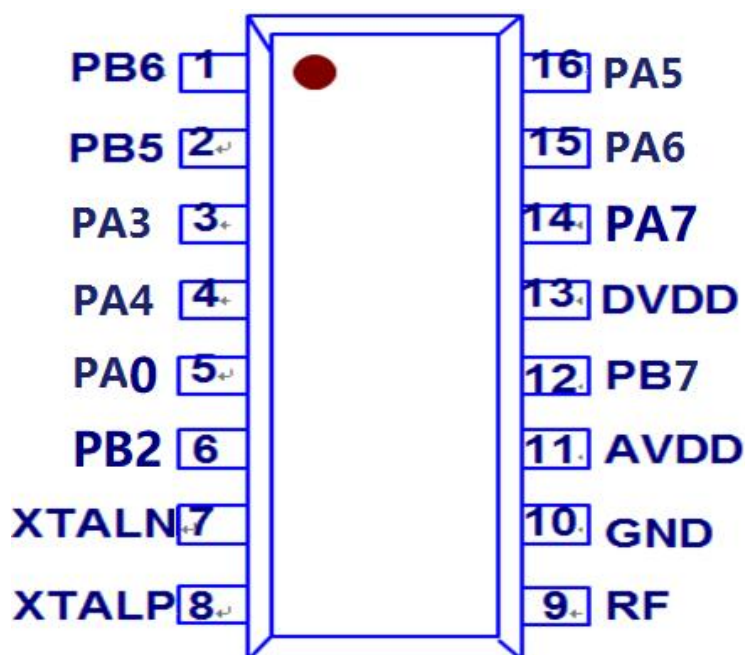 PB6 1 16 PA5
PB5 2 15 PA6
PA3 3 14 PA7
PA4 4 13 DVDD
PA0 5 12 PB7
PB2 6 11 AVDD
XTALN 7 10 GND
XTALP 8 9 RF